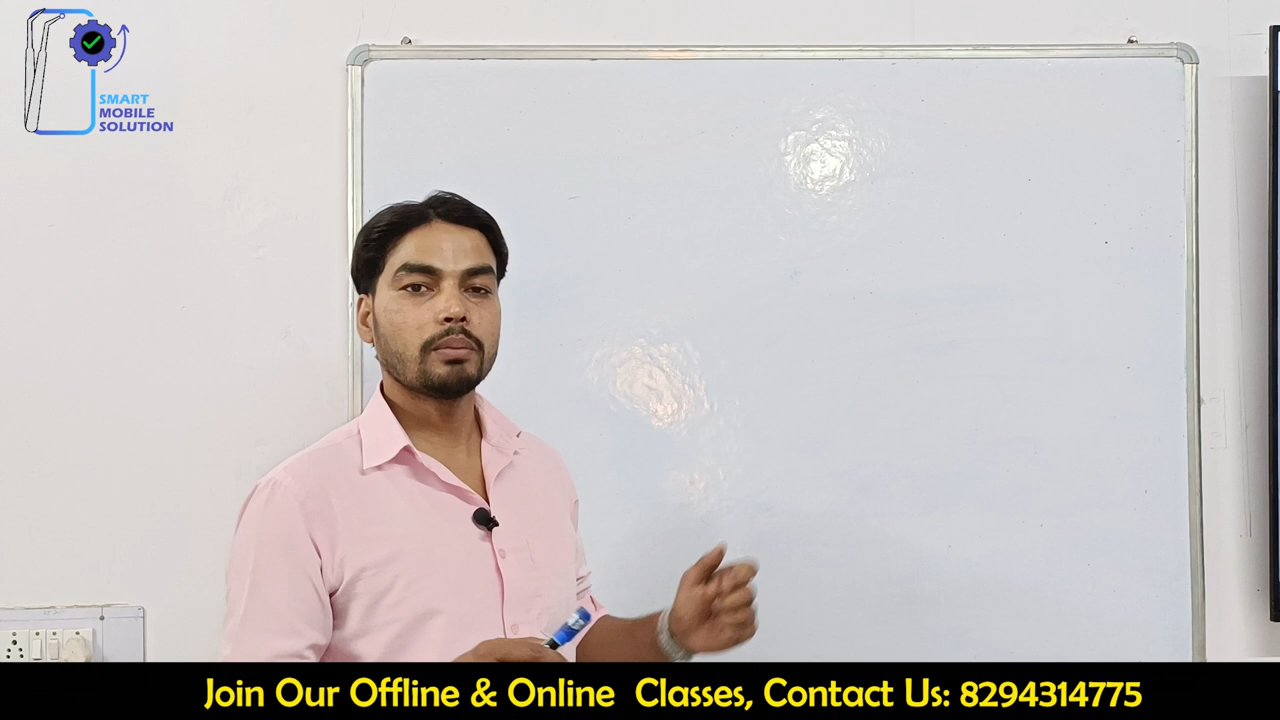 SMART
MOBILE
SOLUTION
Join Our Offline & Online Classes, Contact Us: 8294314775